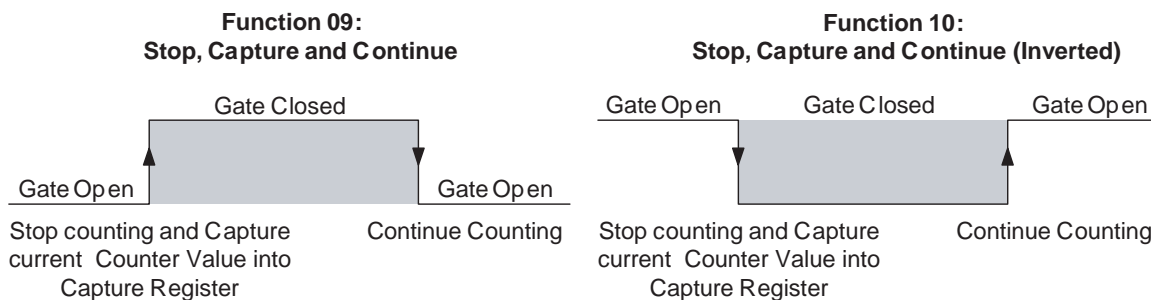 Function 09:
Stop, Capture and Continue
Gate Closed
Gate Open
Gate Open
Stop counting and Capture
current Counter Value into
Capture Register
Continue Counting
Function 10:
Stop, Capture and Continue (Inverted)
Gate Open
Gate Closed
Gate Open
Stop counting and Capture
current Counter Value into
Capture Register
Continue Counting